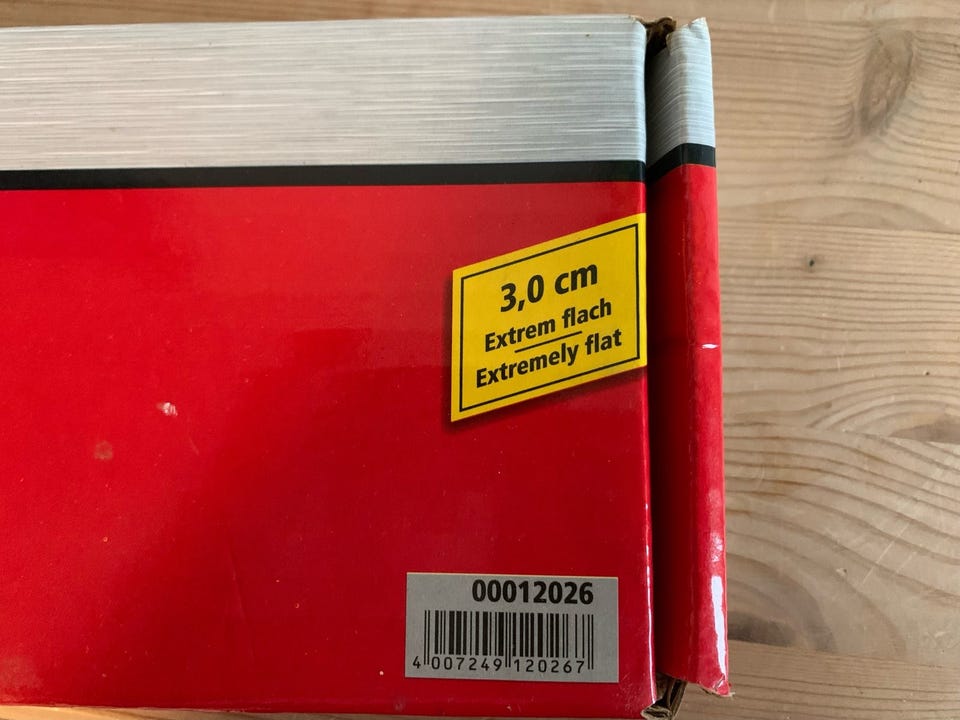 3,0 cm
Extrem flach
Extremely flat
00012026
4 007249 120267